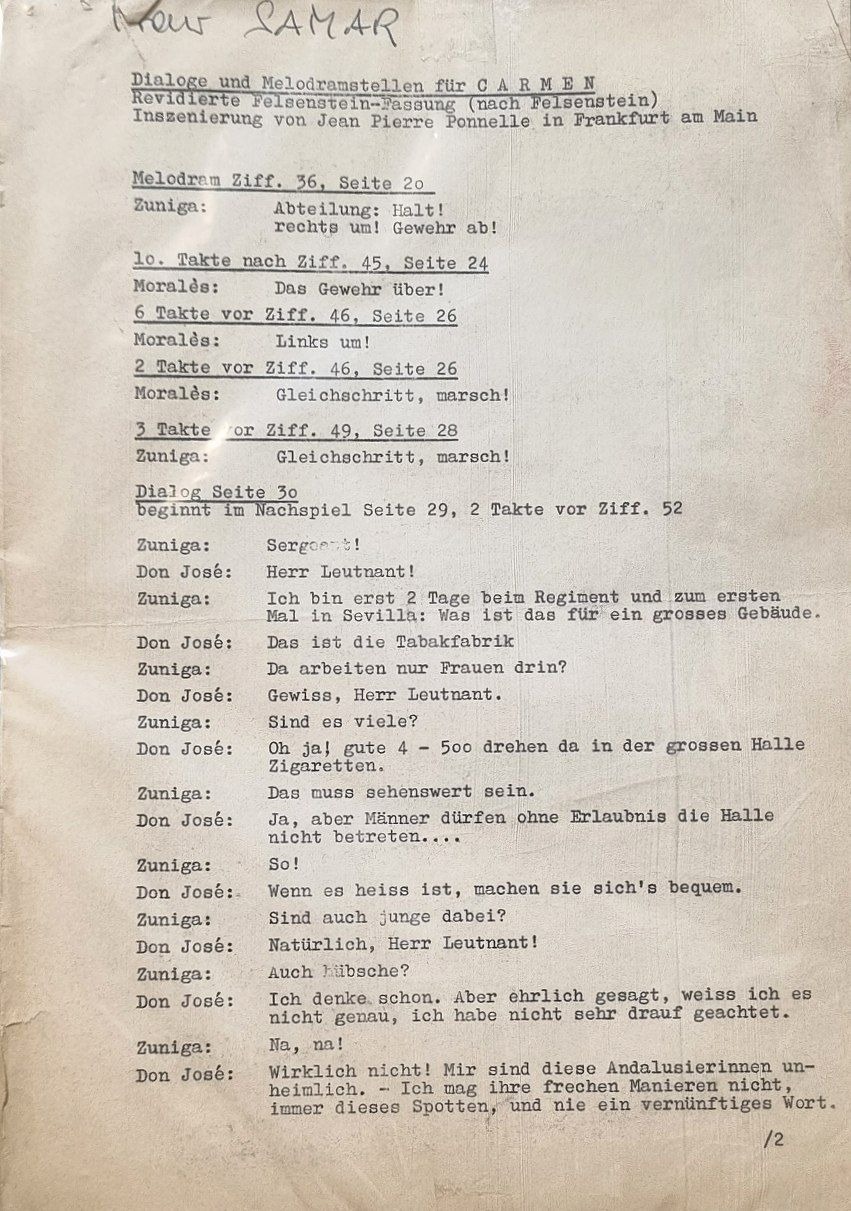 Frau SAMAR
Dialoge und Melodramstellen für C A R M E N
Revidierte Felsenstein-Fassung (nach Felsenstein)
Inszenierung von Jean Pierre Ponnelle in Frankfurt am Main
Melodram Ziff. 36, Seite 2o
Zuniga: Abteilung: Halt!
rechts um! Gewehr ab!
lo. Takte nach Ziff. 45, Seite 24
Moralès: Das Gewehr über!
6 Takte vor Ziff. 46, Seite 26
Moralès: Links um!
2 Takte vor Ziff. 46, Seite 26
Moralès: Gleichschritt, marsch!
3 Takte vor Ziff. 49, Seite 28
Zuniga: Gleichschritt, marsch!
Dialog Seite 3o
beginnt im Nachspiel Seite 29, 2 Takte vor Ziff. 52
Zuniga: Sergeant!
Don José: Herr Leutnant!
Zuniga: Ich bin erst 2 Tage beim Regiment und zum ersten
Mal in Sevilla: Was ist das für ein grosses Gebäude.
Don José: Das ist die Tabakfabrik
Zuniga: Da arbeiten nur Frauen drin?
Don José: Gewiss, Herr Leutnant.
Zuniga: Sind es viele?
Don José: Oh ja! gute 4 - 5oo drehen da in der grossen Halle
Zigaretten.
Zuniga: Das muss sehenswert sein.
Don José: Ja, aber Männer dürfen ohne Erlaubnis die Halle
nicht betreten....
Zuniga: So!
Don José: Wenn es heiss ist, machen sie sich's bequem.
Zuniga: Sind auch junge dabei?
Don José: Natürlich, Herr Leutnant!
Zuniga: Auch hübsche?
Don José: Ich denke schon. Aber ehrlich gesagt, weiss ich es
nicht genau, ich habe nicht sehr drauf geachtet.
Zuniga: Na, na!
Don José: Wirklich nicht! Mir sind diese Andalusierinnen un-
heimlich. - Ich mag ihre frechen Manieren nicht,
immer dieses Spotten, und nie ein vernünftiges Wort.
/2